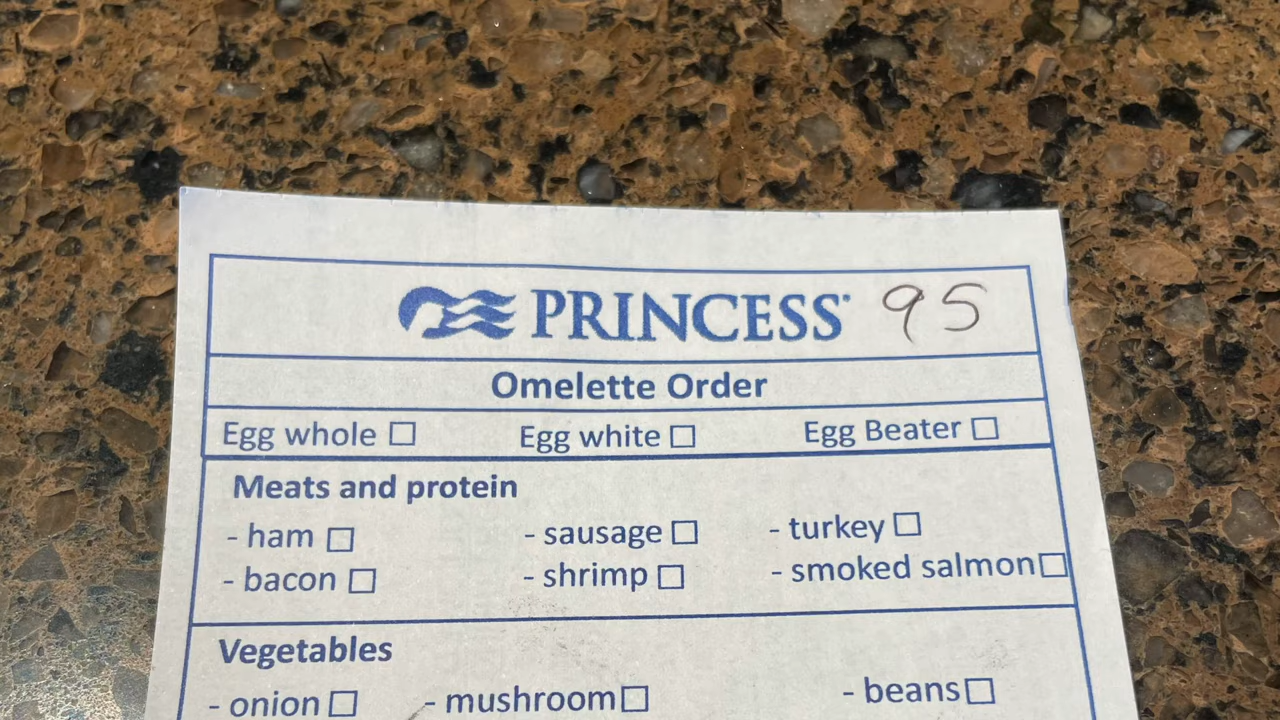 PRINCESS 95
Omelette Order
Egg whole ☐ Egg white ☐ Egg Beater ☐
Meats and protein
- ham ☐ - sausage ☐ - turkey ☐
- bacon ☐ - shrimp ☐ - smoked salmon ☐
Vegetables
- onion ☐ - mushroom ☐ - beans ☐